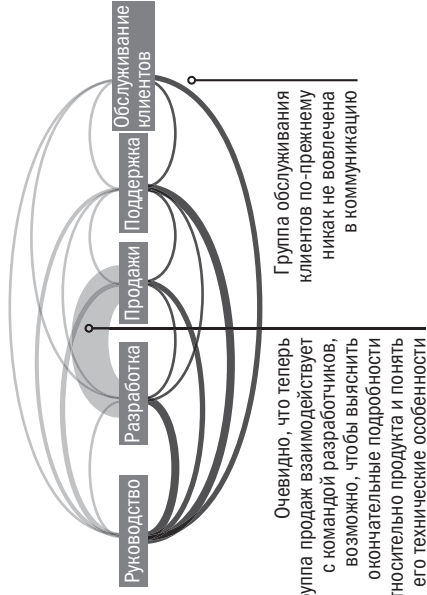 Руководство
Разработка
Продажи
Поддержка
Обслуживание
клиентов
Очевидно, что теперь
уппа продаж взаимодействует
с командой разработчиков,
возможно, чтобы выяснить
окончательные подробности
тносительно продукта и понять
его технические особенности
Группа обслуживания
клиентов по-прежнему
никак не вовлечена
в коммуникацию